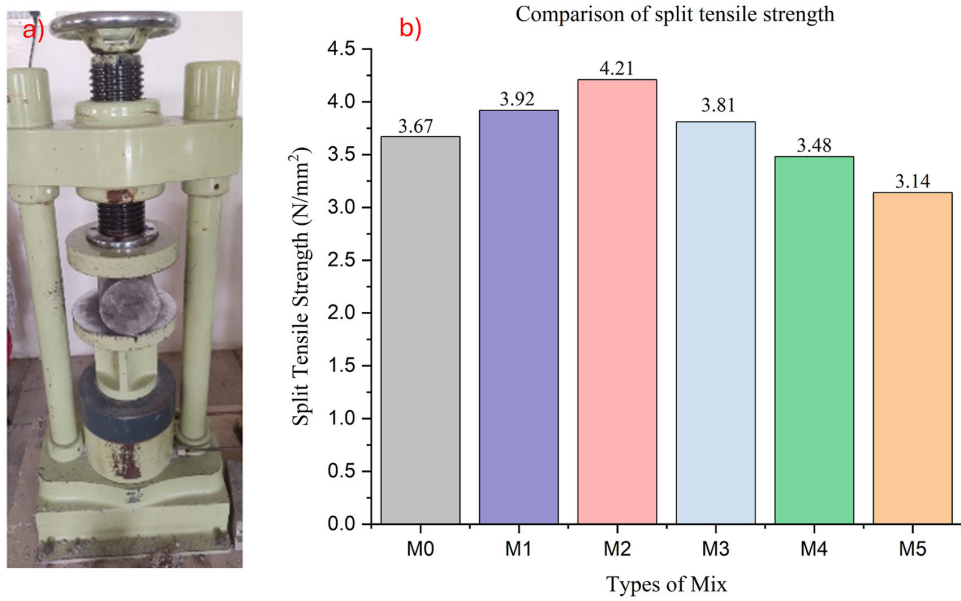 a)
b)
Comparison of split tensile strength
Split Tensile Strength (N/mm²)
4.5
4.0
3.5
3.0
2.5
2.0
1.5
1.0
0.5
0.0
3.67
3.92
4.21
3.81
3.48
3.14
M0
M1
M2
M3
M4
M5
Types of Mix